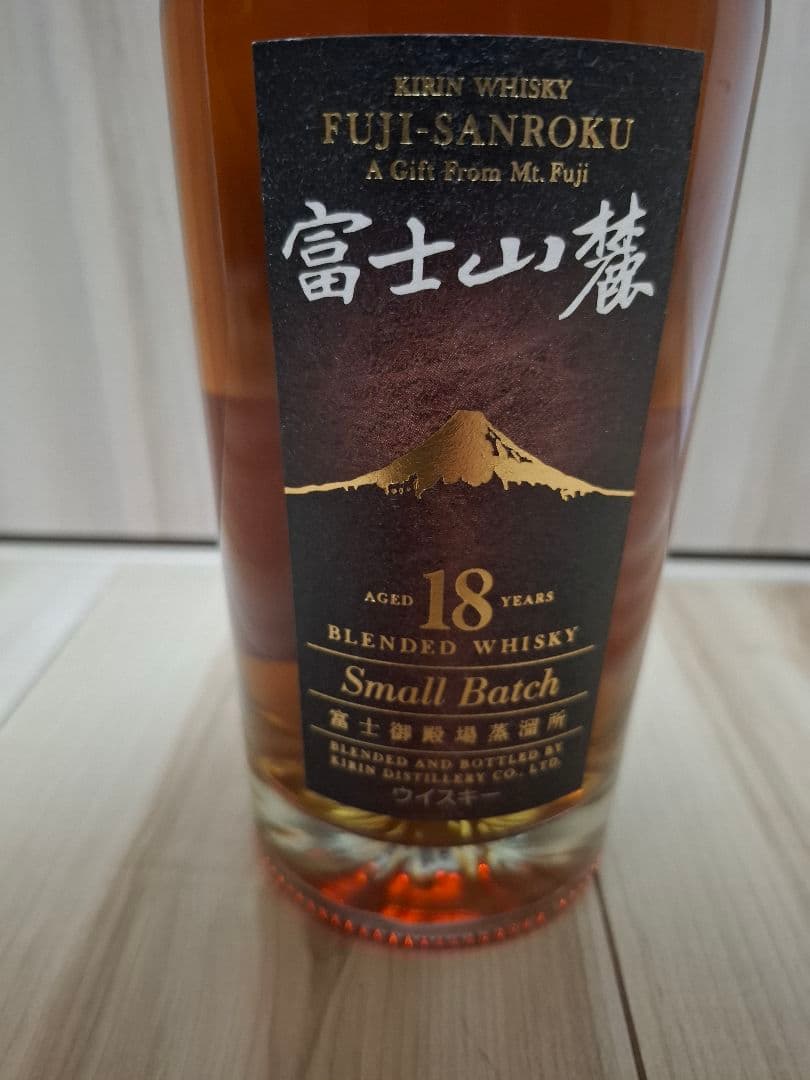 KIRIN WHISKY
FUJI-SANROKU
A Gift From Mt. Fuji
富士山麓
AGED 18 YEARS
BLENDED WHISKY
Small Batch
富士御殿場蒸溜所
BLENDED AND BOTTLED BY
KIRIN DISTILLERY CO., LTD.
ウイスキー